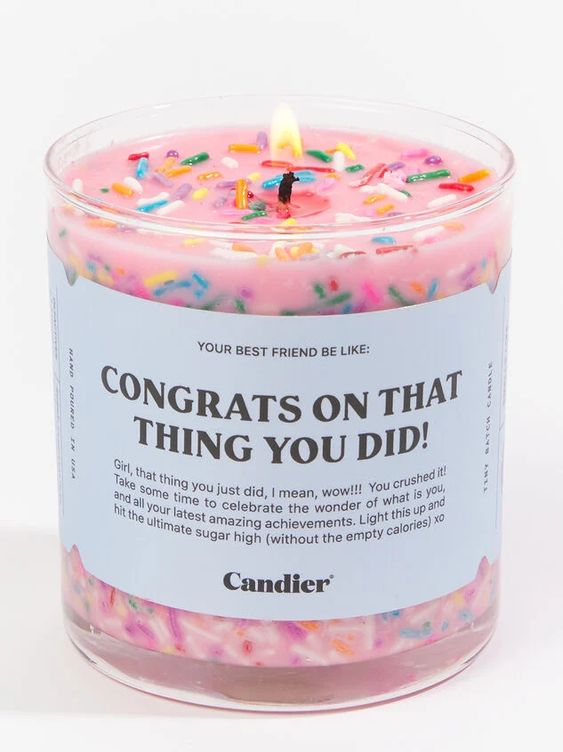 YOUR BEST FRIEND BE LIKE:
CONGRATS ON THAT
THING YOU DID!
Girl, that thing you just did, I mean, wow!!! You crushed it!
Take some time to celebrate the wonder of what is you,
and all your latest amazing achievements. Light this up and
hit the ultimate sugar high (without the empty calories) xo
Candier®
HAND POURED IN USA
TINY BATCH CANDLE